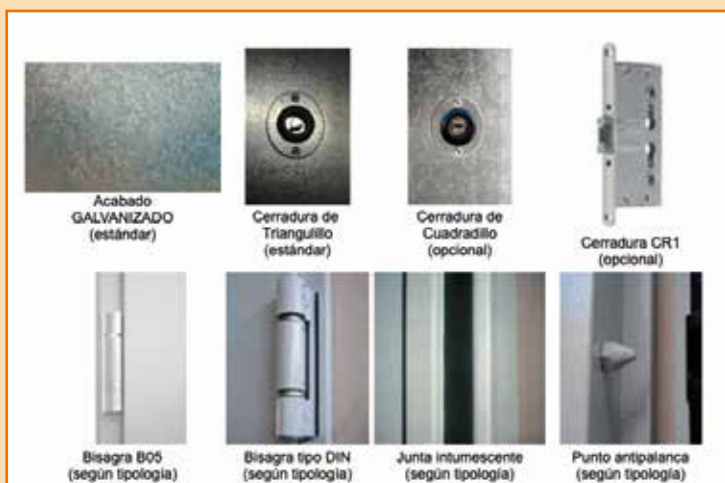 Acabado
GALVANIZADO
(estándar)
Cerradura de
Triangulillo
(estándar)
Cerradura de
Cuadradillo
(opcional)
Cerradura CR1
(opcional)
Bisagra B05
(según tipología)
Bisagra tipo DIN
(según tipología)
Junta intumescente
(según tipología)
Punto antipalanca
(según tipología)